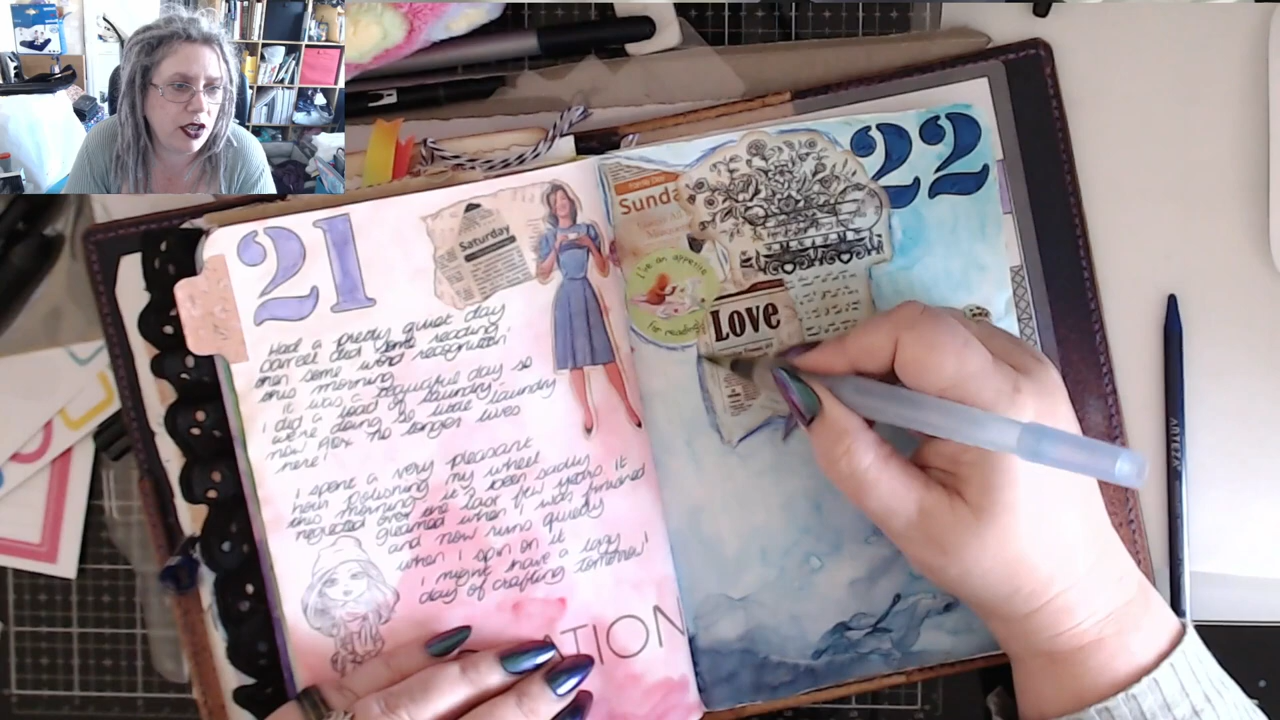 21
Saturday
Had a pretty quiet day
Darrell did some reading
then some word recognition
this morning
it was a beautiful day so
I did a load of laundry
we're doing so little laundry
now Alex no longer lives
here!
I spent a very pleasant
hour polishing my wheel
this morning it's been sadly
neglected over the last few years. it
gleamed when I was finished
and now runs quietly
when I spin on it
I might have a lazy
day of crafting tomorrow!
ATION
22
Sunda
I've an appetite
for reading
Love
ARTEZA